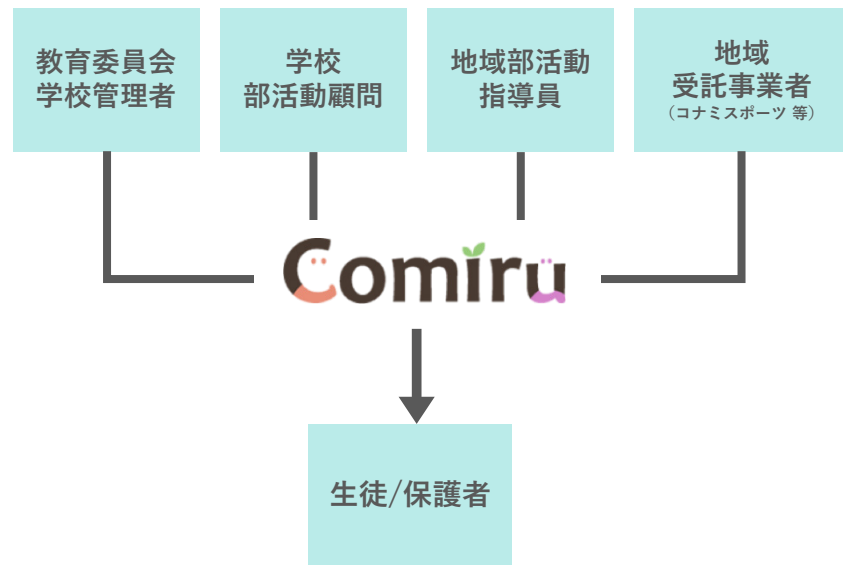 教育委員会
学校管理者
学校
部活動顧問
地域部活動
指導員
地域
受託事業者
（コナミスポーツ 等）
Comiru
生徒/保護者